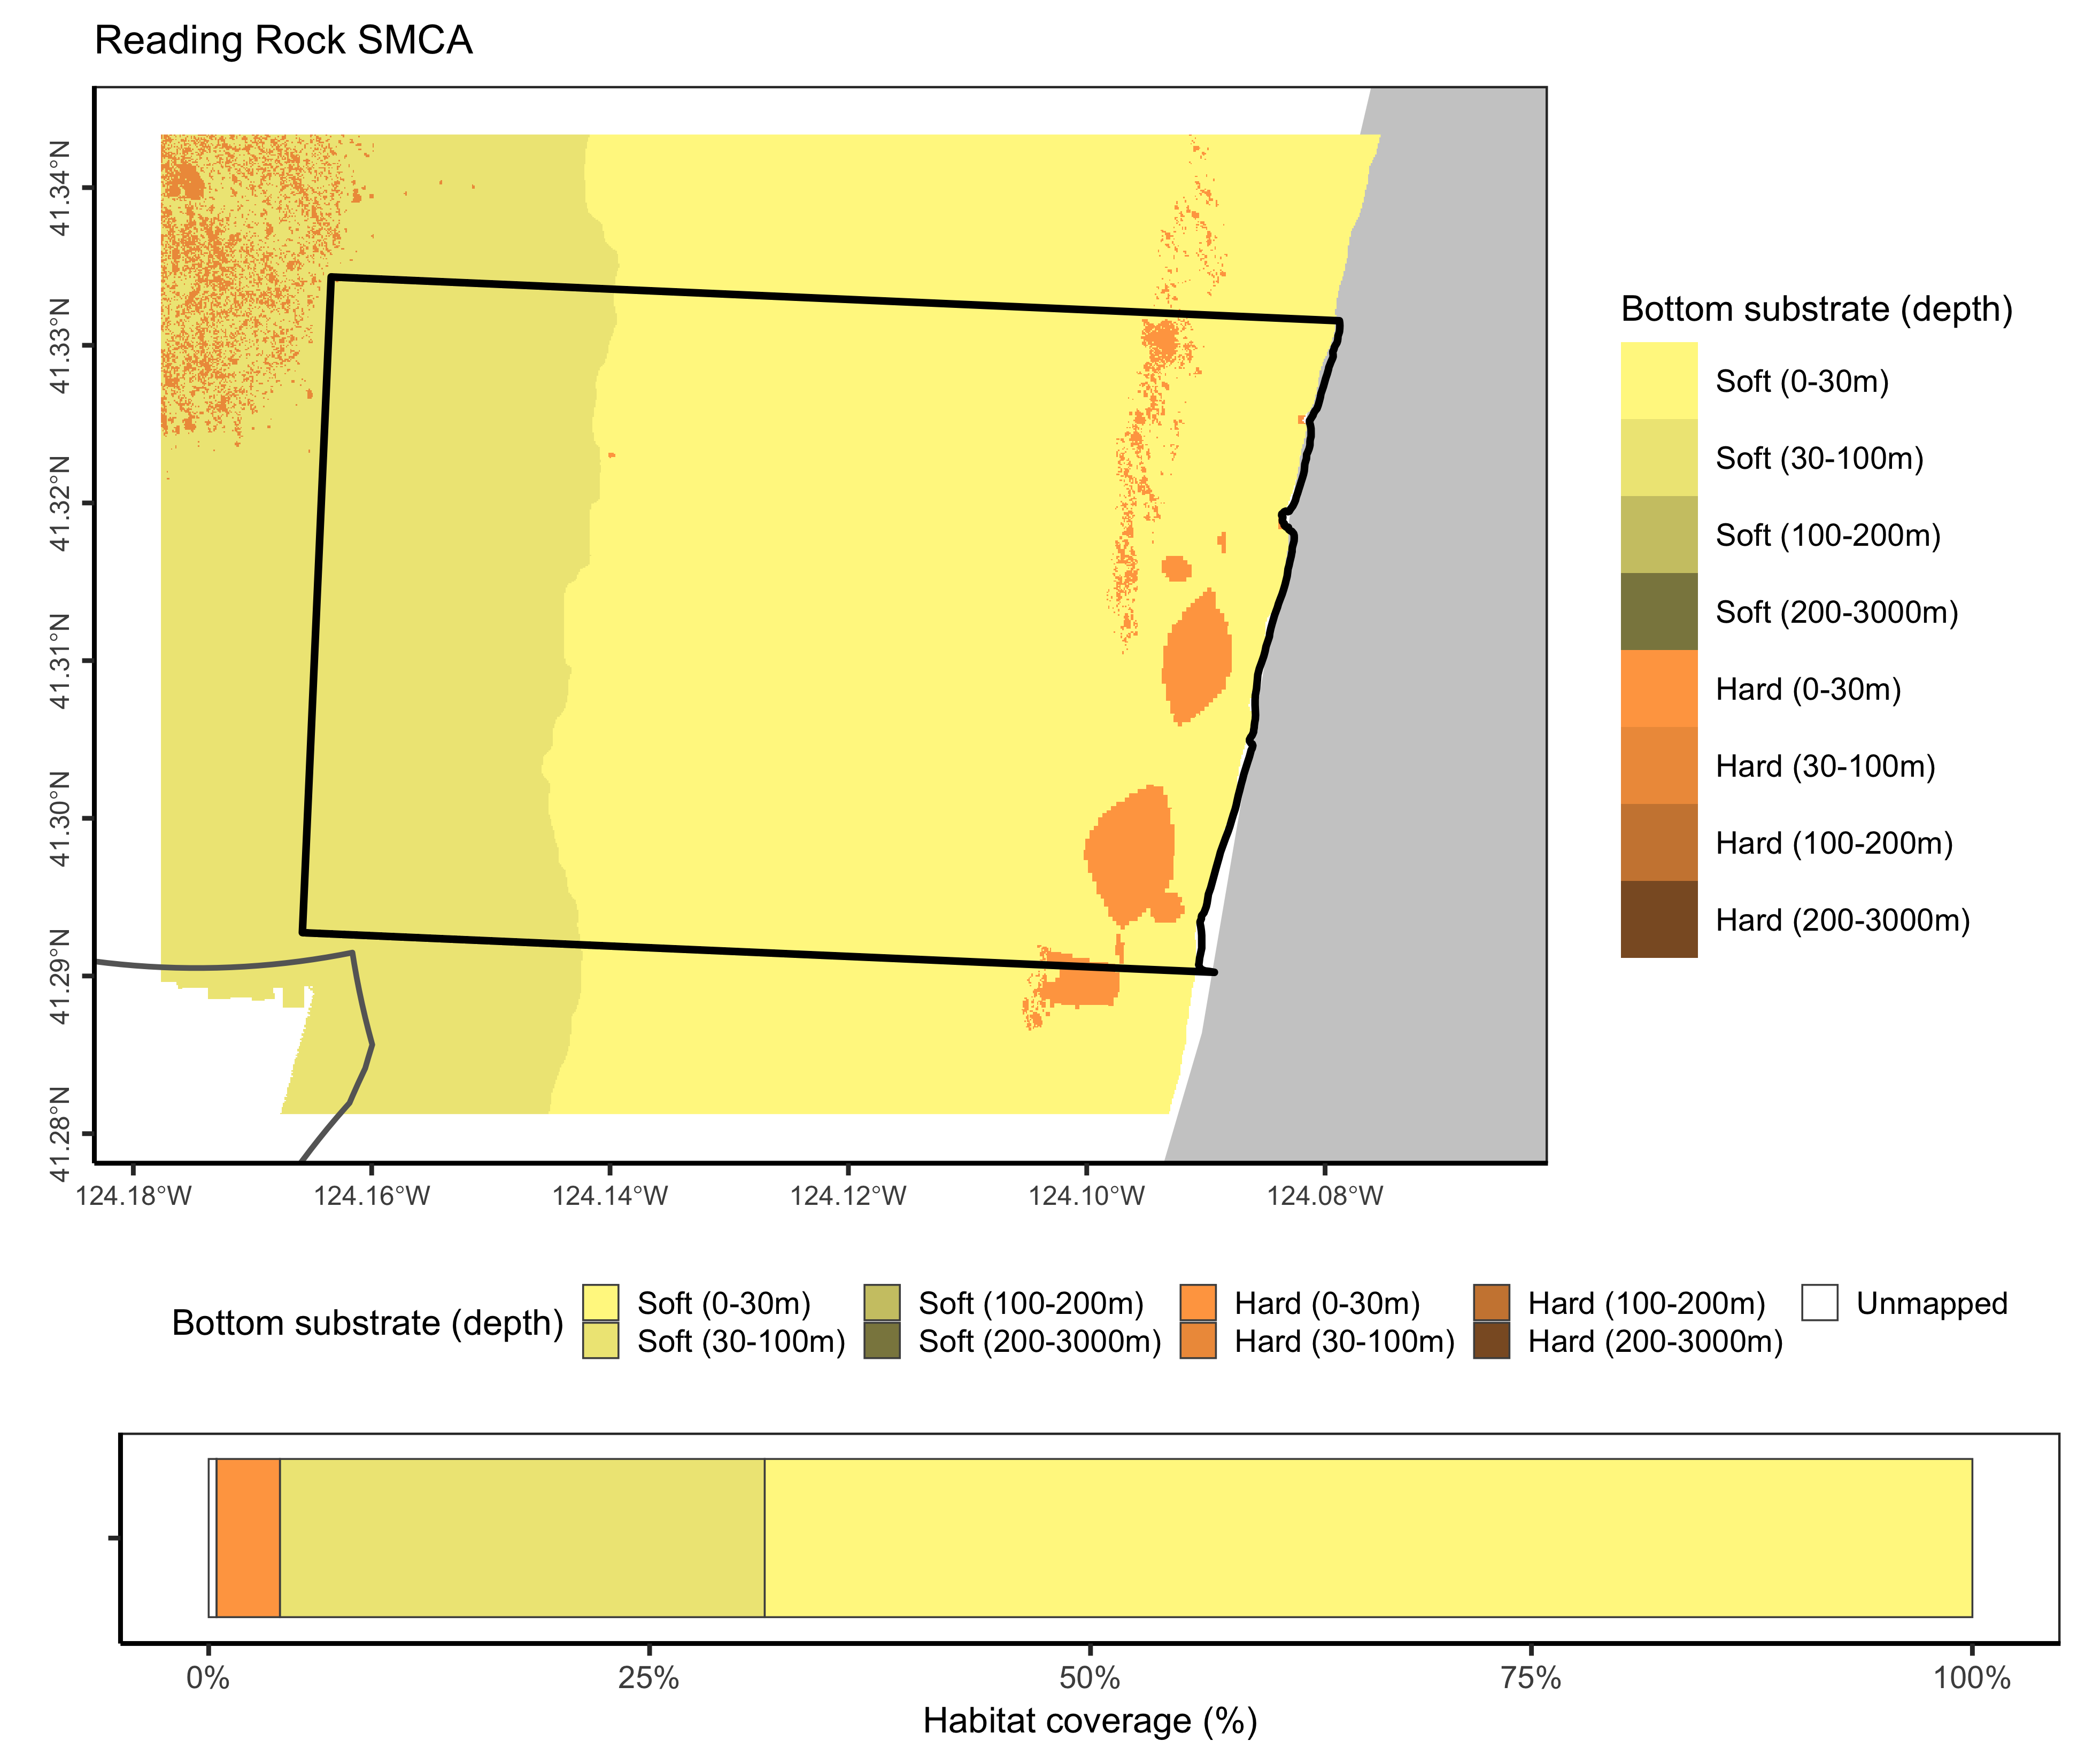 Reading Rock SMCA
41.34°N
41.33°N
41.32°N
41.31°N
41.30°N
41.29°N
41.28°N
124.18°W 124.16°W 124.14°W 124.12°W 124.10°W 124.08°W
Bottom substrate (depth)
Soft (0-30m)
Soft (30-100m)
Soft (100-200m)
Soft (200-3000m)
Hard (0-30m)
Hard (30-100m)
Hard (100-200m)
Hard (200-3000m)
Bottom substrate (depth)
Soft (0-30m) Soft (100-200m) Hard (0-30m) Hard (100-200m) Unmapped
Soft (30-100m) Soft (200-3000m) Hard (30-100m) Hard (200-3000m)
0% 25% 50% 75% 100%
Habitat coverage (%)